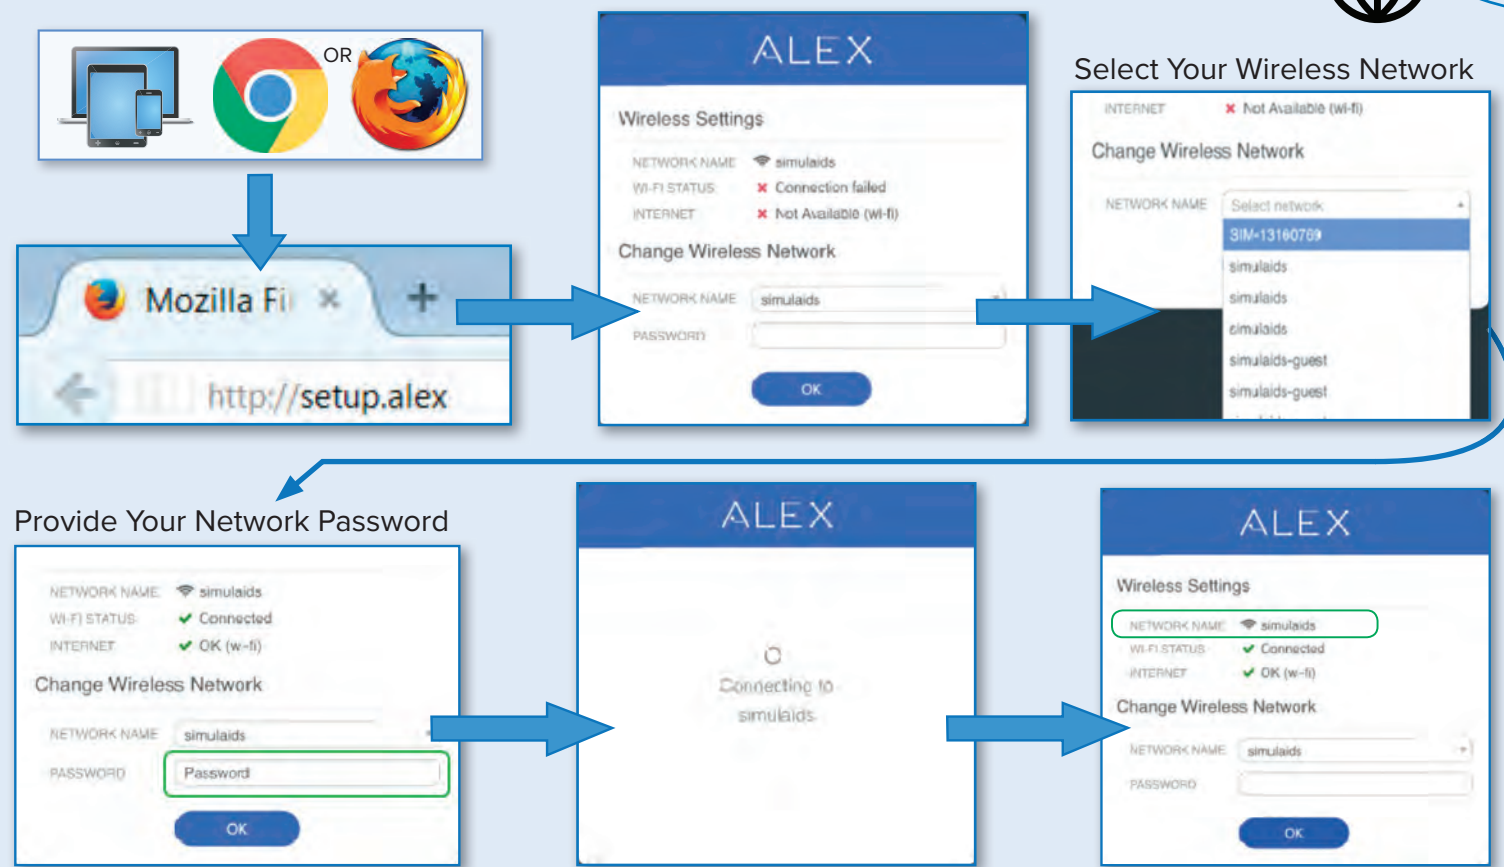 OR
Mozilla Fi
http://setup.alex
ALEX
Wireless Settings
NETWORK NAME simulaids
WI-FI STATUS Connection failed
INTERNET Not Available (wi-fi)
Change Wireless Network
NETWORK NAME simulaids
PASSWORD
OK
Select Your Wireless Network
INTERNET Not Available (wi-fi)
Change Wireless Network
NETWORK NAME Select network
SIM-13160769
simulaids
simulaids
simulaids
simulaids-guest
simulaids-guest
Provide Your Network Password
NETWORK NAME simulaids
WI-FI STATUS Connected
INTERNET OK (w-fi)
Change Wireless Network
NETWORK NAME simulaids
PASSWORD Password
OK
ALEX
Connecting to
simulaids
ALEX
Wireless Settings
NETWORK NAME simulaids
WI-FI STATUS Connected
INTERNET OK (w-fi)
Change Wireless Network
NETWORK NAME simulaids
PASSWORD
OK